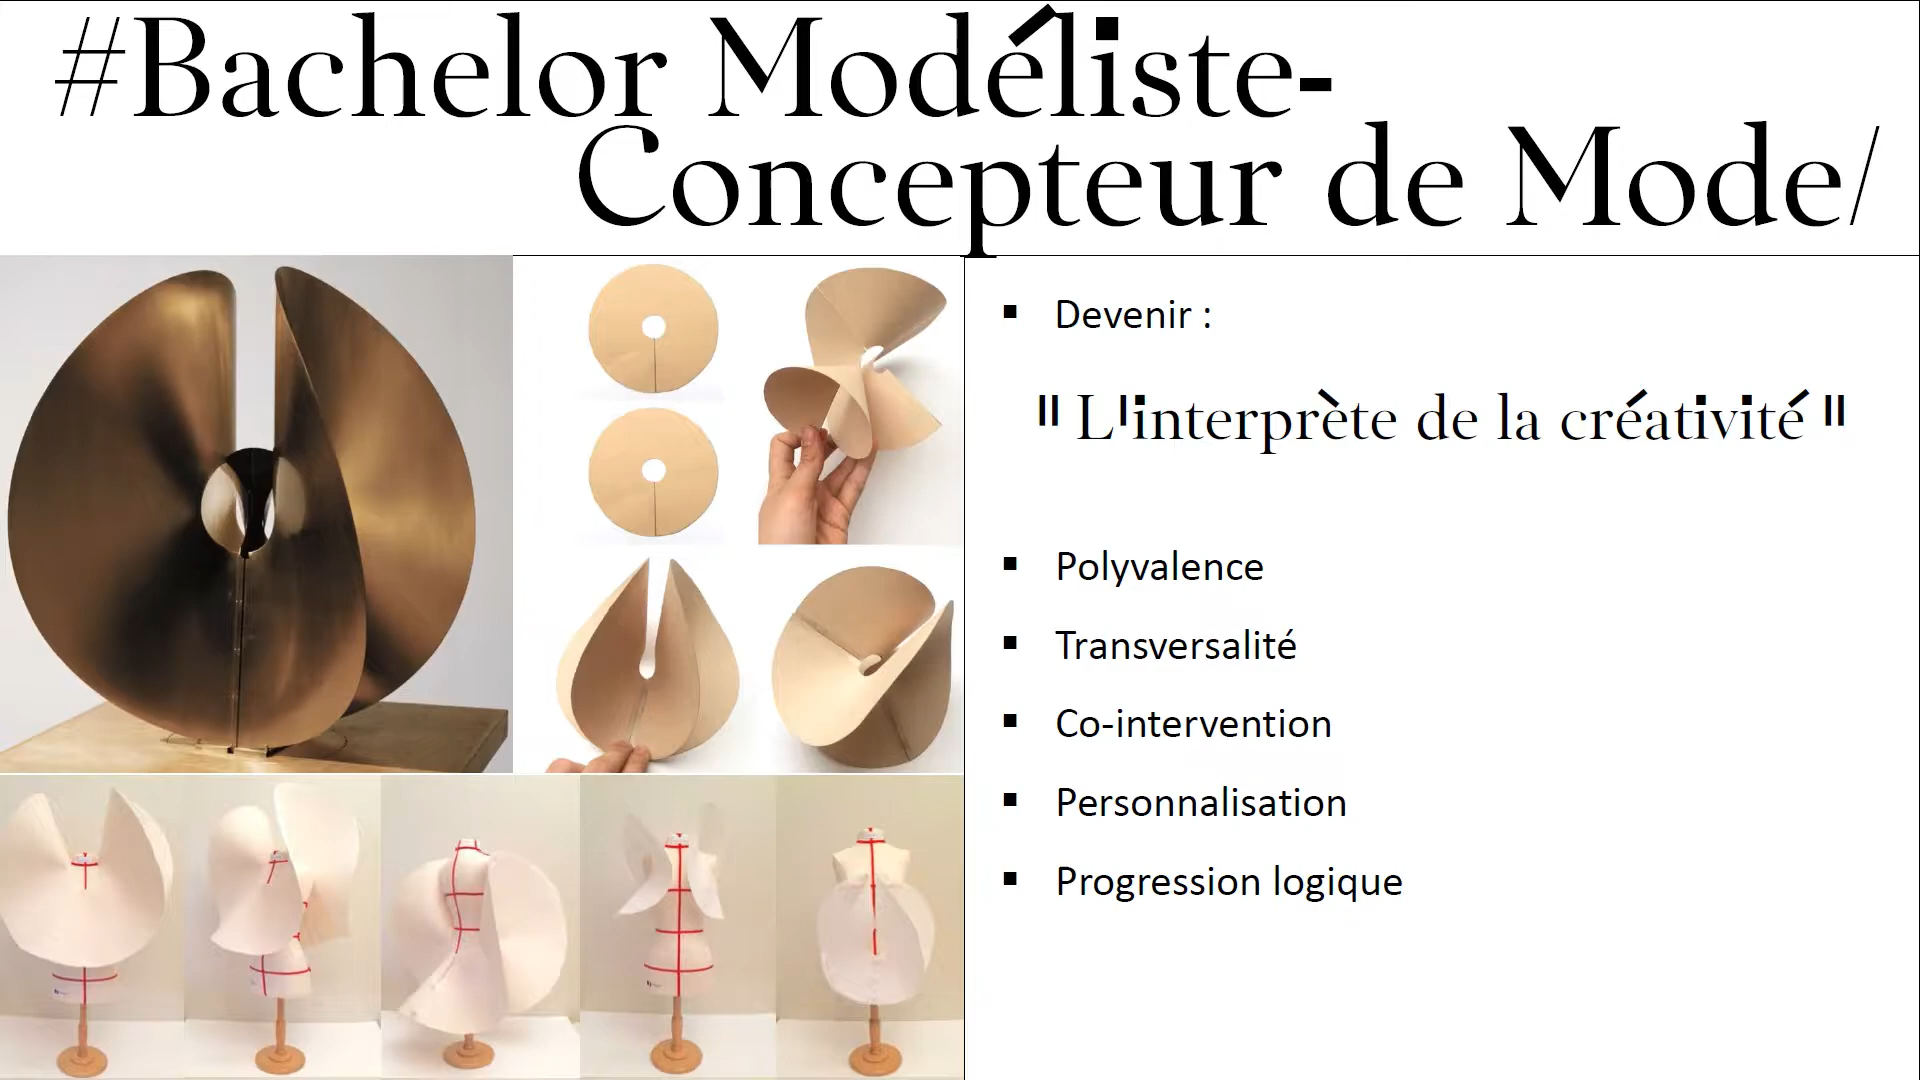 #Bachelor Modéliste-
Concepteur de Mode/
▪ Devenir :
" L'interprète de la créativité "
▪ Polyvalence
▪ Transversalité
▪ Co-intervention
▪ Personnalisation
▪ Progression logique